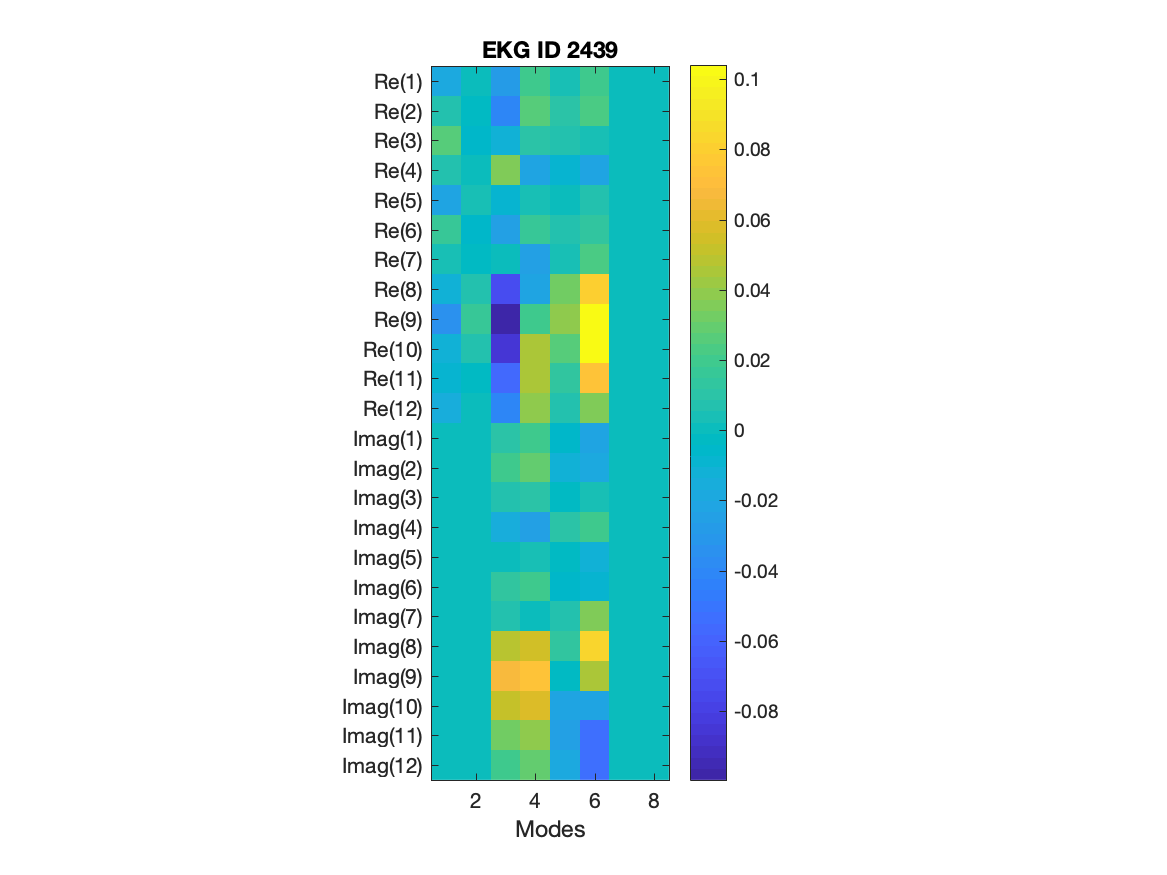 EKG ID 2439
Re(1)
Re(2)
Re(3)
Re(4)
Re(5)
Re(6)
Re(7)
Re(8)
Re(9)
Re(10)
Re(11)
Re(12)
Imag(1)
Imag(2)
Imag(3)
Imag(4)
Imag(5)
Imag(6)
Imag(7)
Imag(8)
Imag(9)
Imag(10)
Imag(11)
Imag(12)
2 4 6 8
Modes
0.1
0.08
0.06
0.04
0.02
0
-0.02
-0.04
-0.06
-0.08